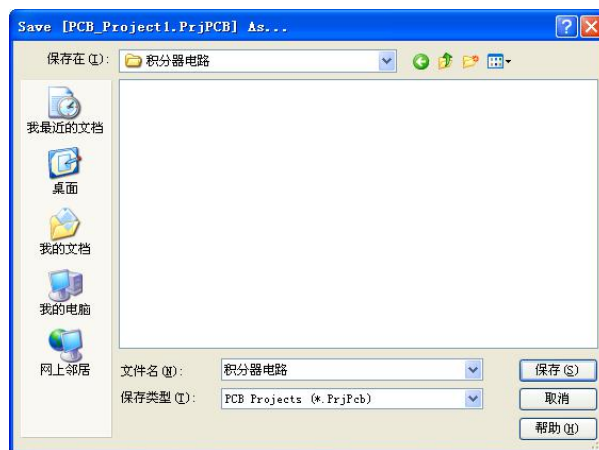 Save [PCB_Project1.PrjPCB] As...
保存在(I):
积分器电路
我最近的文档
桌面
我的文档
我的电脑
网上邻居
文件名(N):
积分器电路
保存(S)
保存类型(T):
PCB Projects (*.PrjPcb)
取消
帮助(H)